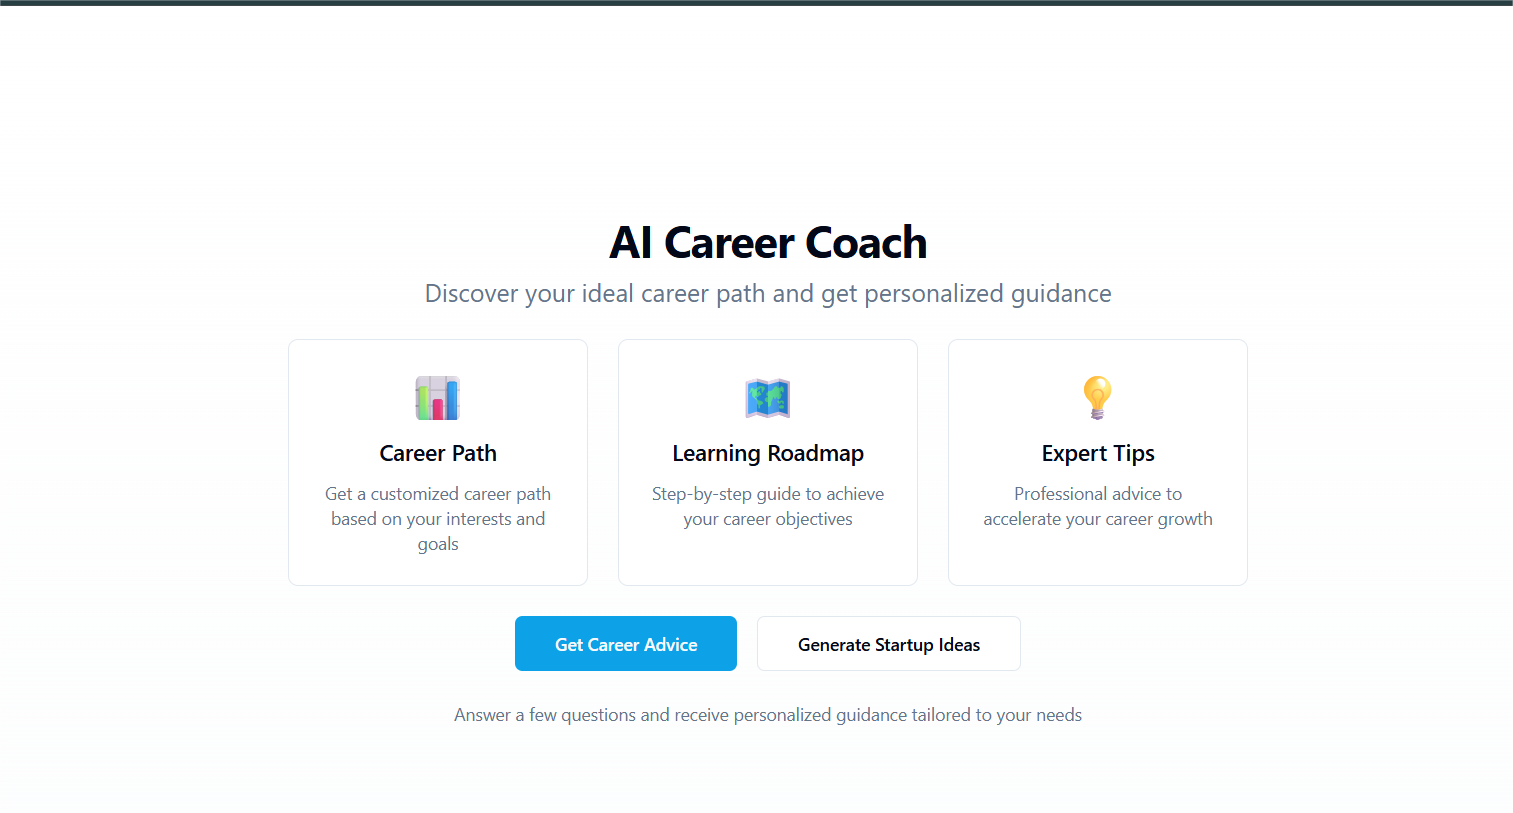 AI Career Coach
Discover your ideal career path and get personalized guidance
Career Path
Get a customized career path
based on your interests and
goals
Learning Roadmap
Step-by-step guide to achieve
your career objectives
Expert Tips
Professional advice to
accelerate your career growth
Get Career Advice
Generate Startup Ideas
Answer a few questions and receive personalized guidance tailored to your needs